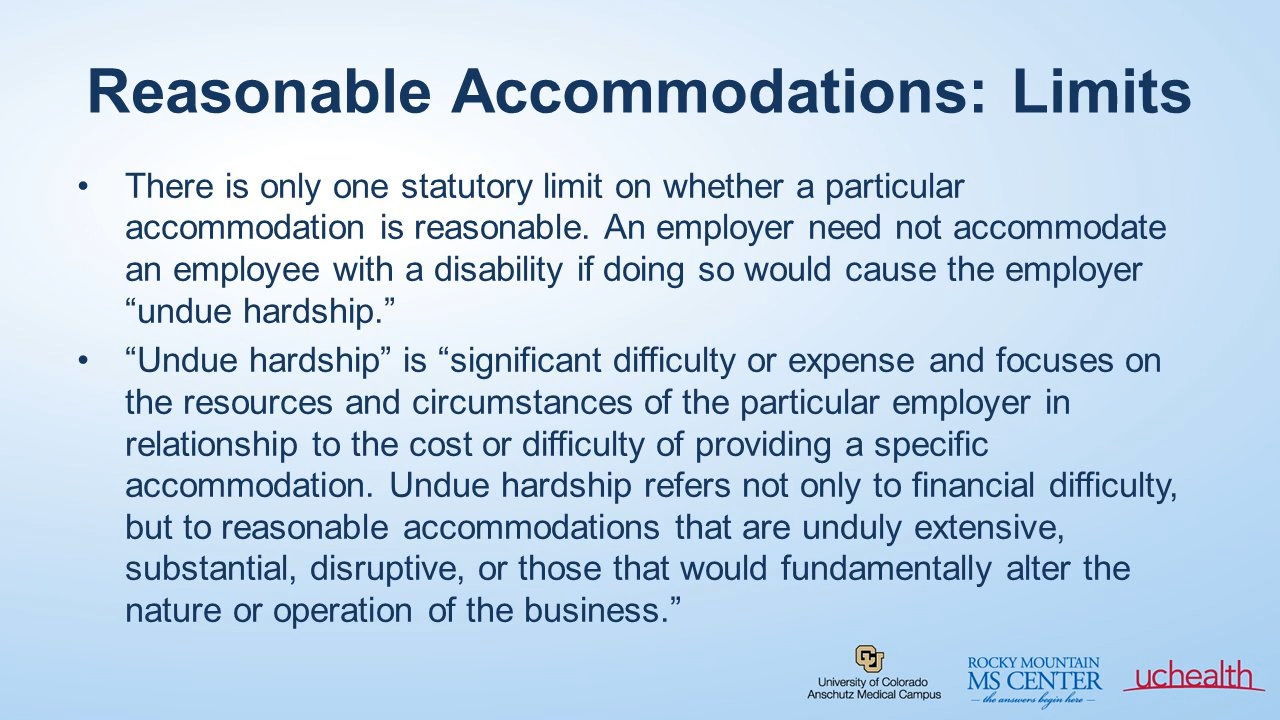 Reasonable Accommodations: Limits
• There is only one statutory limit on whether a particular
accommodation is reasonable. An employer need not accommodate
an employee with a disability if doing so would cause the employer
“undue hardship.”
• “Undue hardship” is “significant difficulty or expense and focuses on
the resources and circumstances of the particular employer in
relationship to the cost or difficulty of providing a specific
accommodation. Undue hardship refers not only to financial difficulty,
but to reasonable accommodations that are unduly extensive,
substantial, disruptive, or those that would fundamentally alter the
nature or operation of the business.”
CU
University of Colorado
Anschutz Medical Campus
ROCKY MOUNTAIN
MS CENTER
— the answers begin here —
uchealth